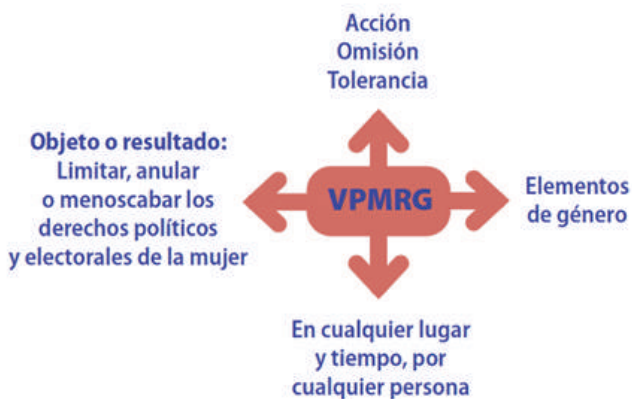 Acción
Omisión
Tolerancia
Objeto o resultado:
Limitar, anular
o menoscabar los
derechos políticos
y electorales de la mujer
VPMRG
Elementos
de género
En cualquier lugar
y tiempo, por
cualquier persona